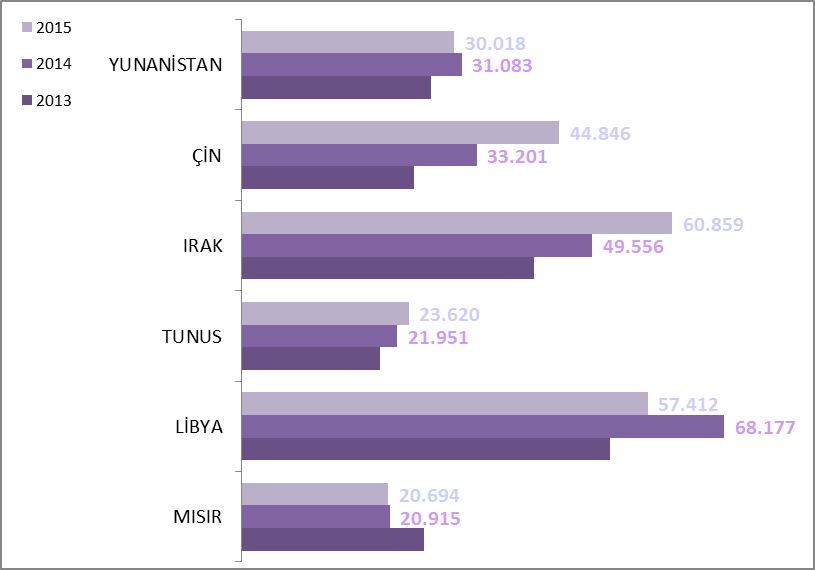 2015
2014
2013
YUNANİSTAN
30.018
31.083
ÇİN
44.846
33.201
IRAK
60.859
49.556
TUNUS
23.620
21.951
LİBYA
57.412
68.177
MISIR
20.694
20.915